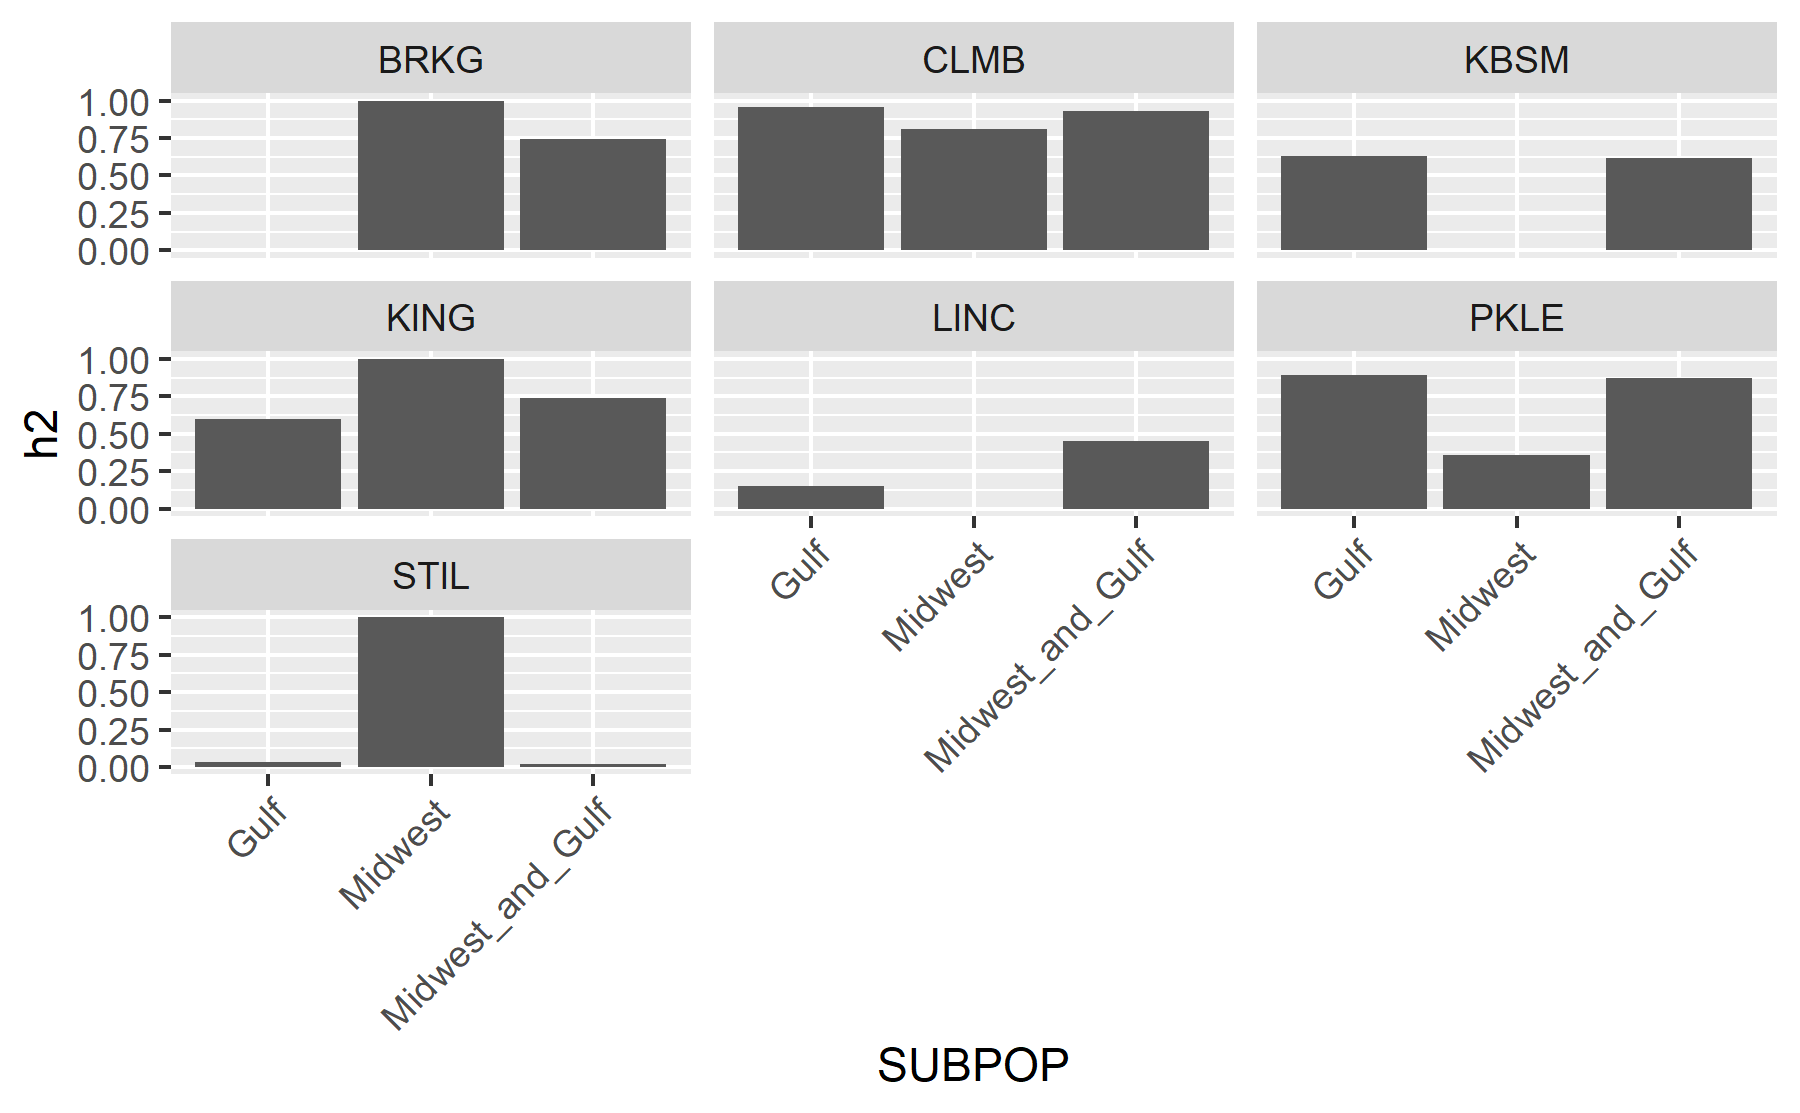 BRKG
CLMB
KBSM
1.00
0.75
0.50
0.25
0.00
KING
LINC
PKLE
1.00
0.75
0.50
0.25
0.00
h2
STIL
Gulf
Midwest
Midwest_and_Gulf
Gulf
Midwest
Midwest_and_Gulf
1.00
0.75
0.50
0.25
0.00
Gulf
Midwest
Midwest_and_Gulf
SUBPOP